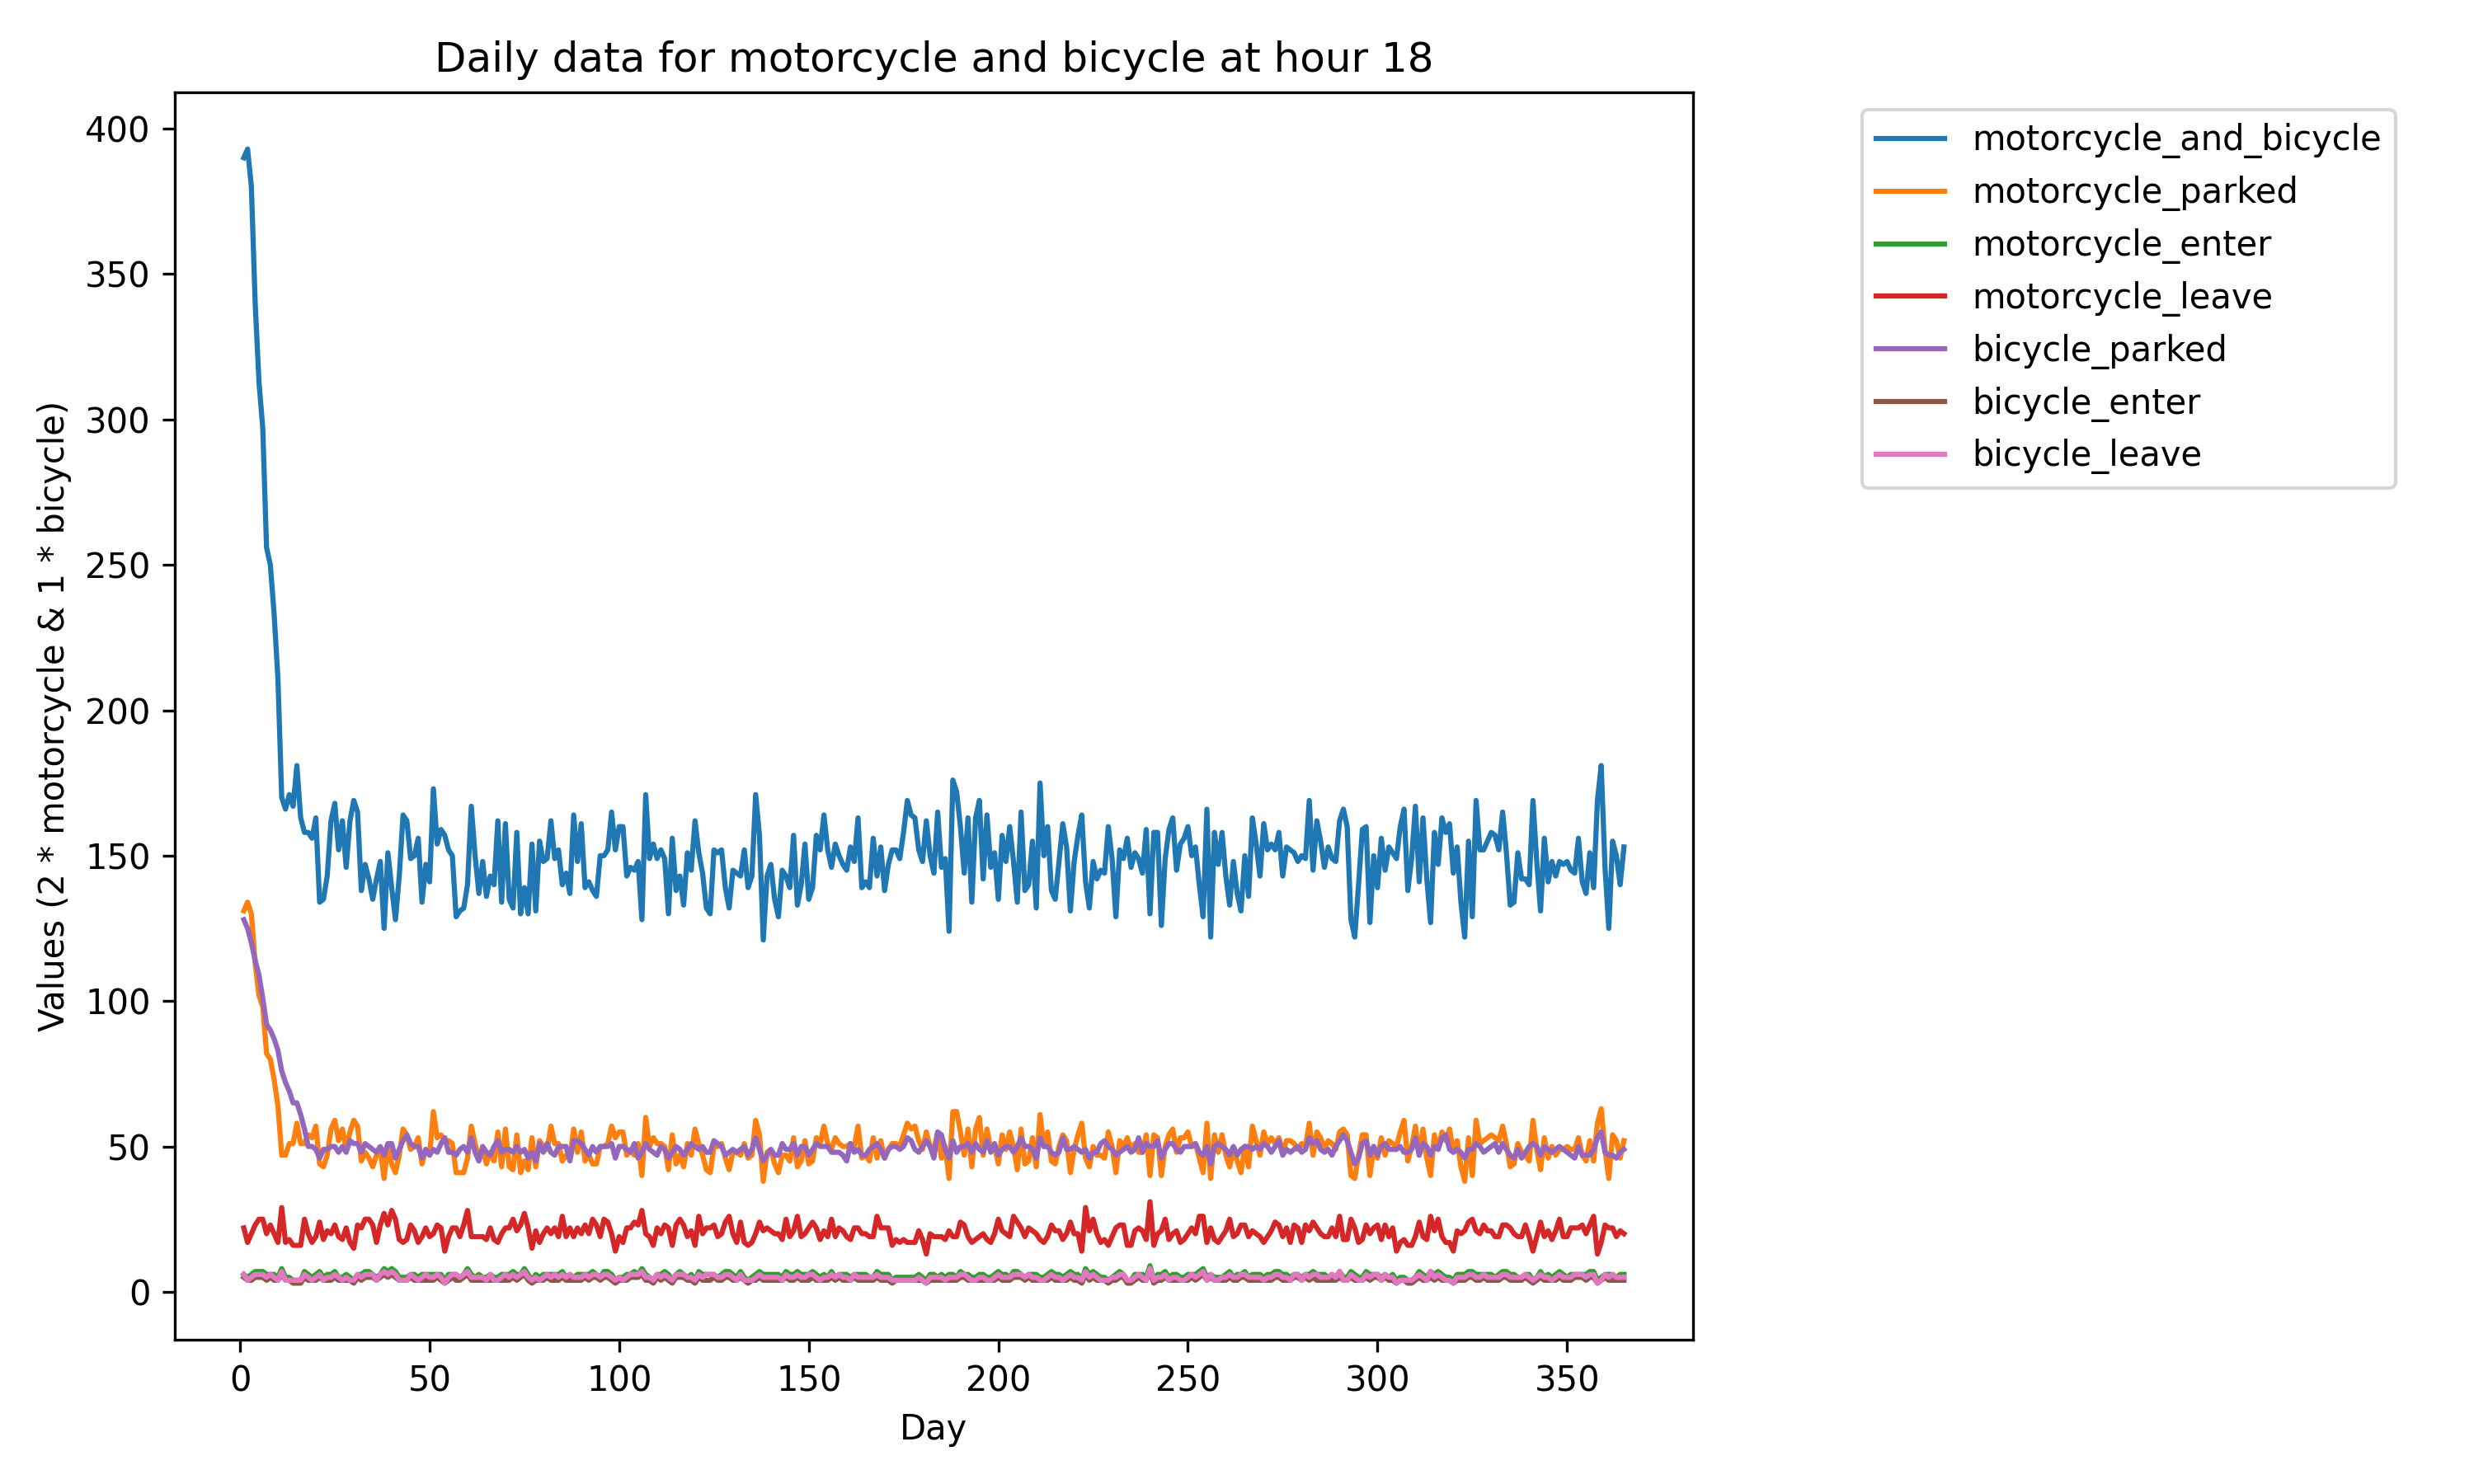 Daily data for motorcycle and bicycle at hour 18
Values (2 * motorcycle & 1 * bicycle)
400
350
300
250
200
150
100
50
0
0 50 100 150 200 250 300 350
Day
motorcycle_and_bicycle
motorcycle_parked
motorcycle_enter
motorcycle_leave
bicycle_parked
bicycle_enter
bicycle_leave